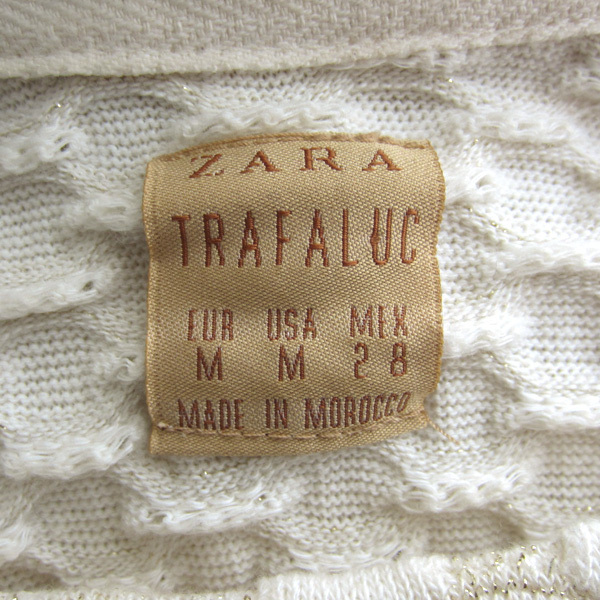 ZARA
TRAFALUC
EUR USA MEX
M M 28
MADE IN MOROCCO